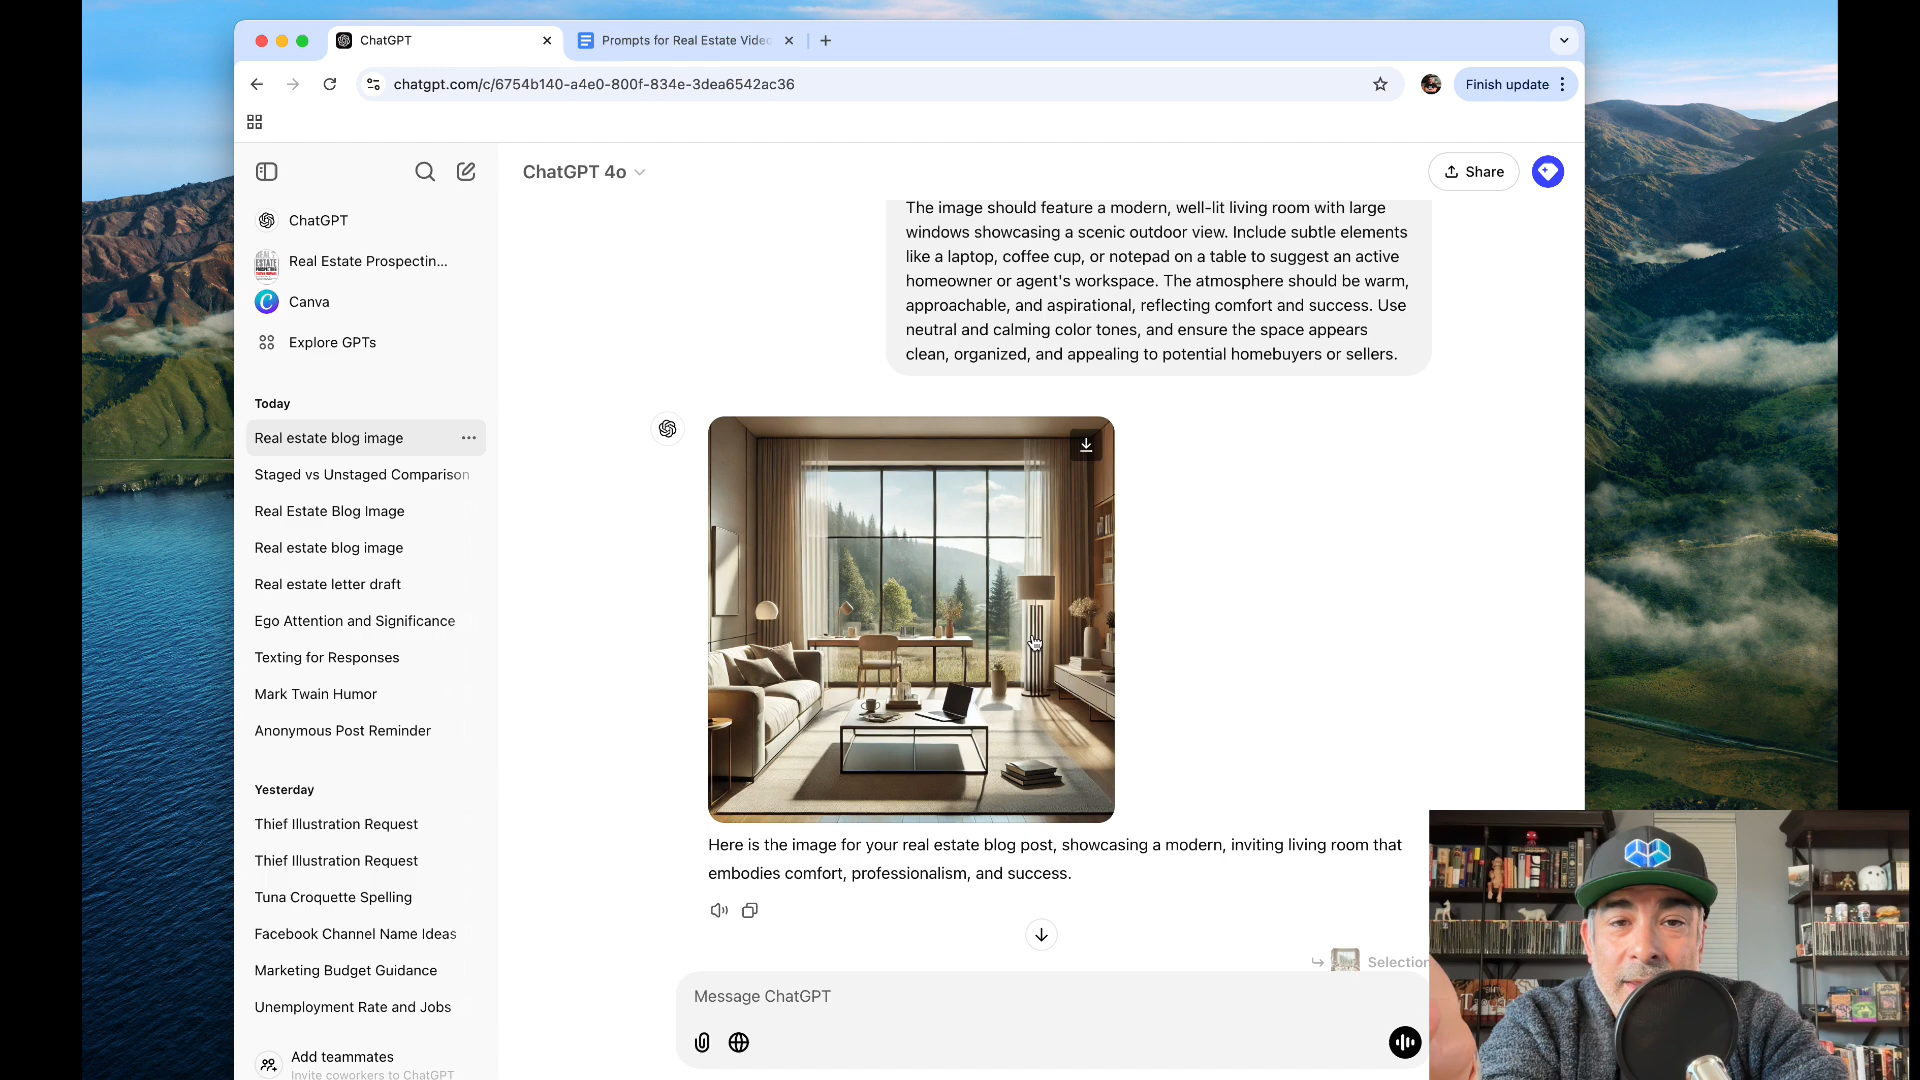 ChatGPT
Prompts for Real Estate Video
chatgpt.com/c/6754b140-a4e0-800f-834e-3dea6542ac36
Finish update
ChatGPT 4o
Share
ChatGPT
Real Estate Prospectin...
Canva
Explore GPTs
Today
Real estate blog image
Staged vs Unstaged Comparison
Real Estate Blog Image
Real estate blog image
Real estate letter draft
Ego Attention and Significance
Texting for Responses
Mark Twain Humor
Anonymous Post Reminder
Yesterday
Thief Illustration Request
Thief Illustration Request
Tuna Croquette Spelling
Facebook Channel Name Ideas
Marketing Budget Guidance
Unemployment Rate and Jobs
Add teammates
Invite coworkers to ChatGPT
The image should feature a modern, well-lit living room with large
windows showcasing a scenic outdoor view. Include subtle elements
like a laptop, coffee cup, or notepad on a table to suggest an active
homeowner or agent's workspace. The atmosphere should be warm,
approachable, and aspirational, reflecting comfort and success. Use
neutral and calming color tones, and ensure the space appears
clean, organized, and appealing to potential homebuyers or sellers.
Here is the image for your real estate blog post, showcasing a modern, inviting living room that
embodies comfort, professionalism, and success.
Selection
Message ChatGPT